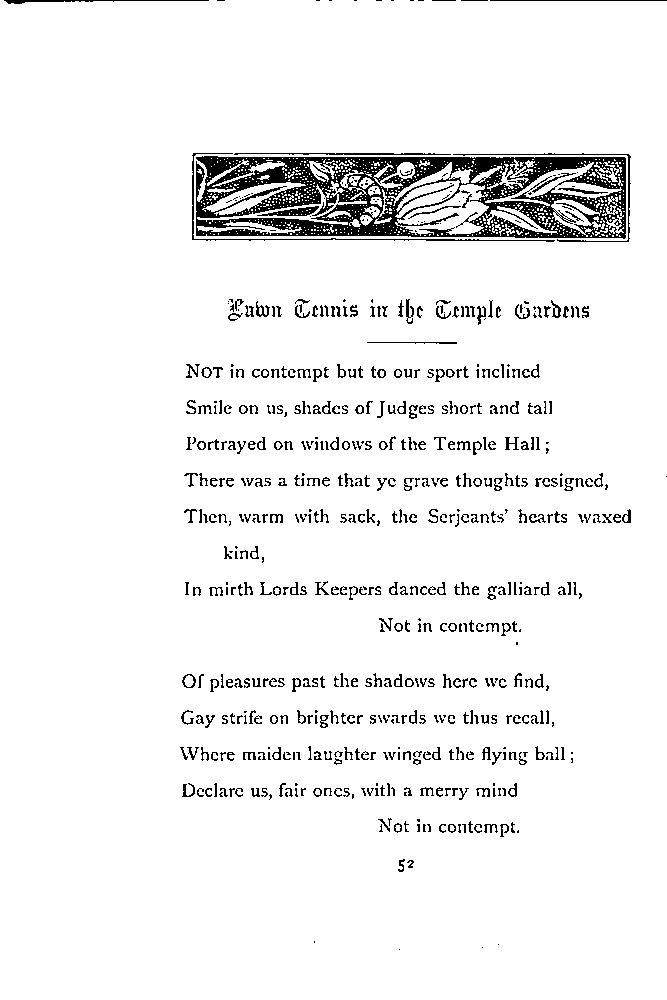 Lawn Tennis in the Temple Gardens
NOT in contempt but to our sport inclined
Smile on us, shades of Judges short and tall
Portrayed on windows of the Temple Hall;
There was a time that ye grave thoughts resigned,
Then, warm with sack, the Serjeants' hearts waxed
kind,
In mirth Lords Keepers danced the galliard all,
Not in contempt.
Of pleasures past the shadows here we find,
Gay strife on brighter swards we thus recall,
Where maiden laughter winged the flying ball;
Declare us, fair ones, with a merry mind
Not in contempt.
52